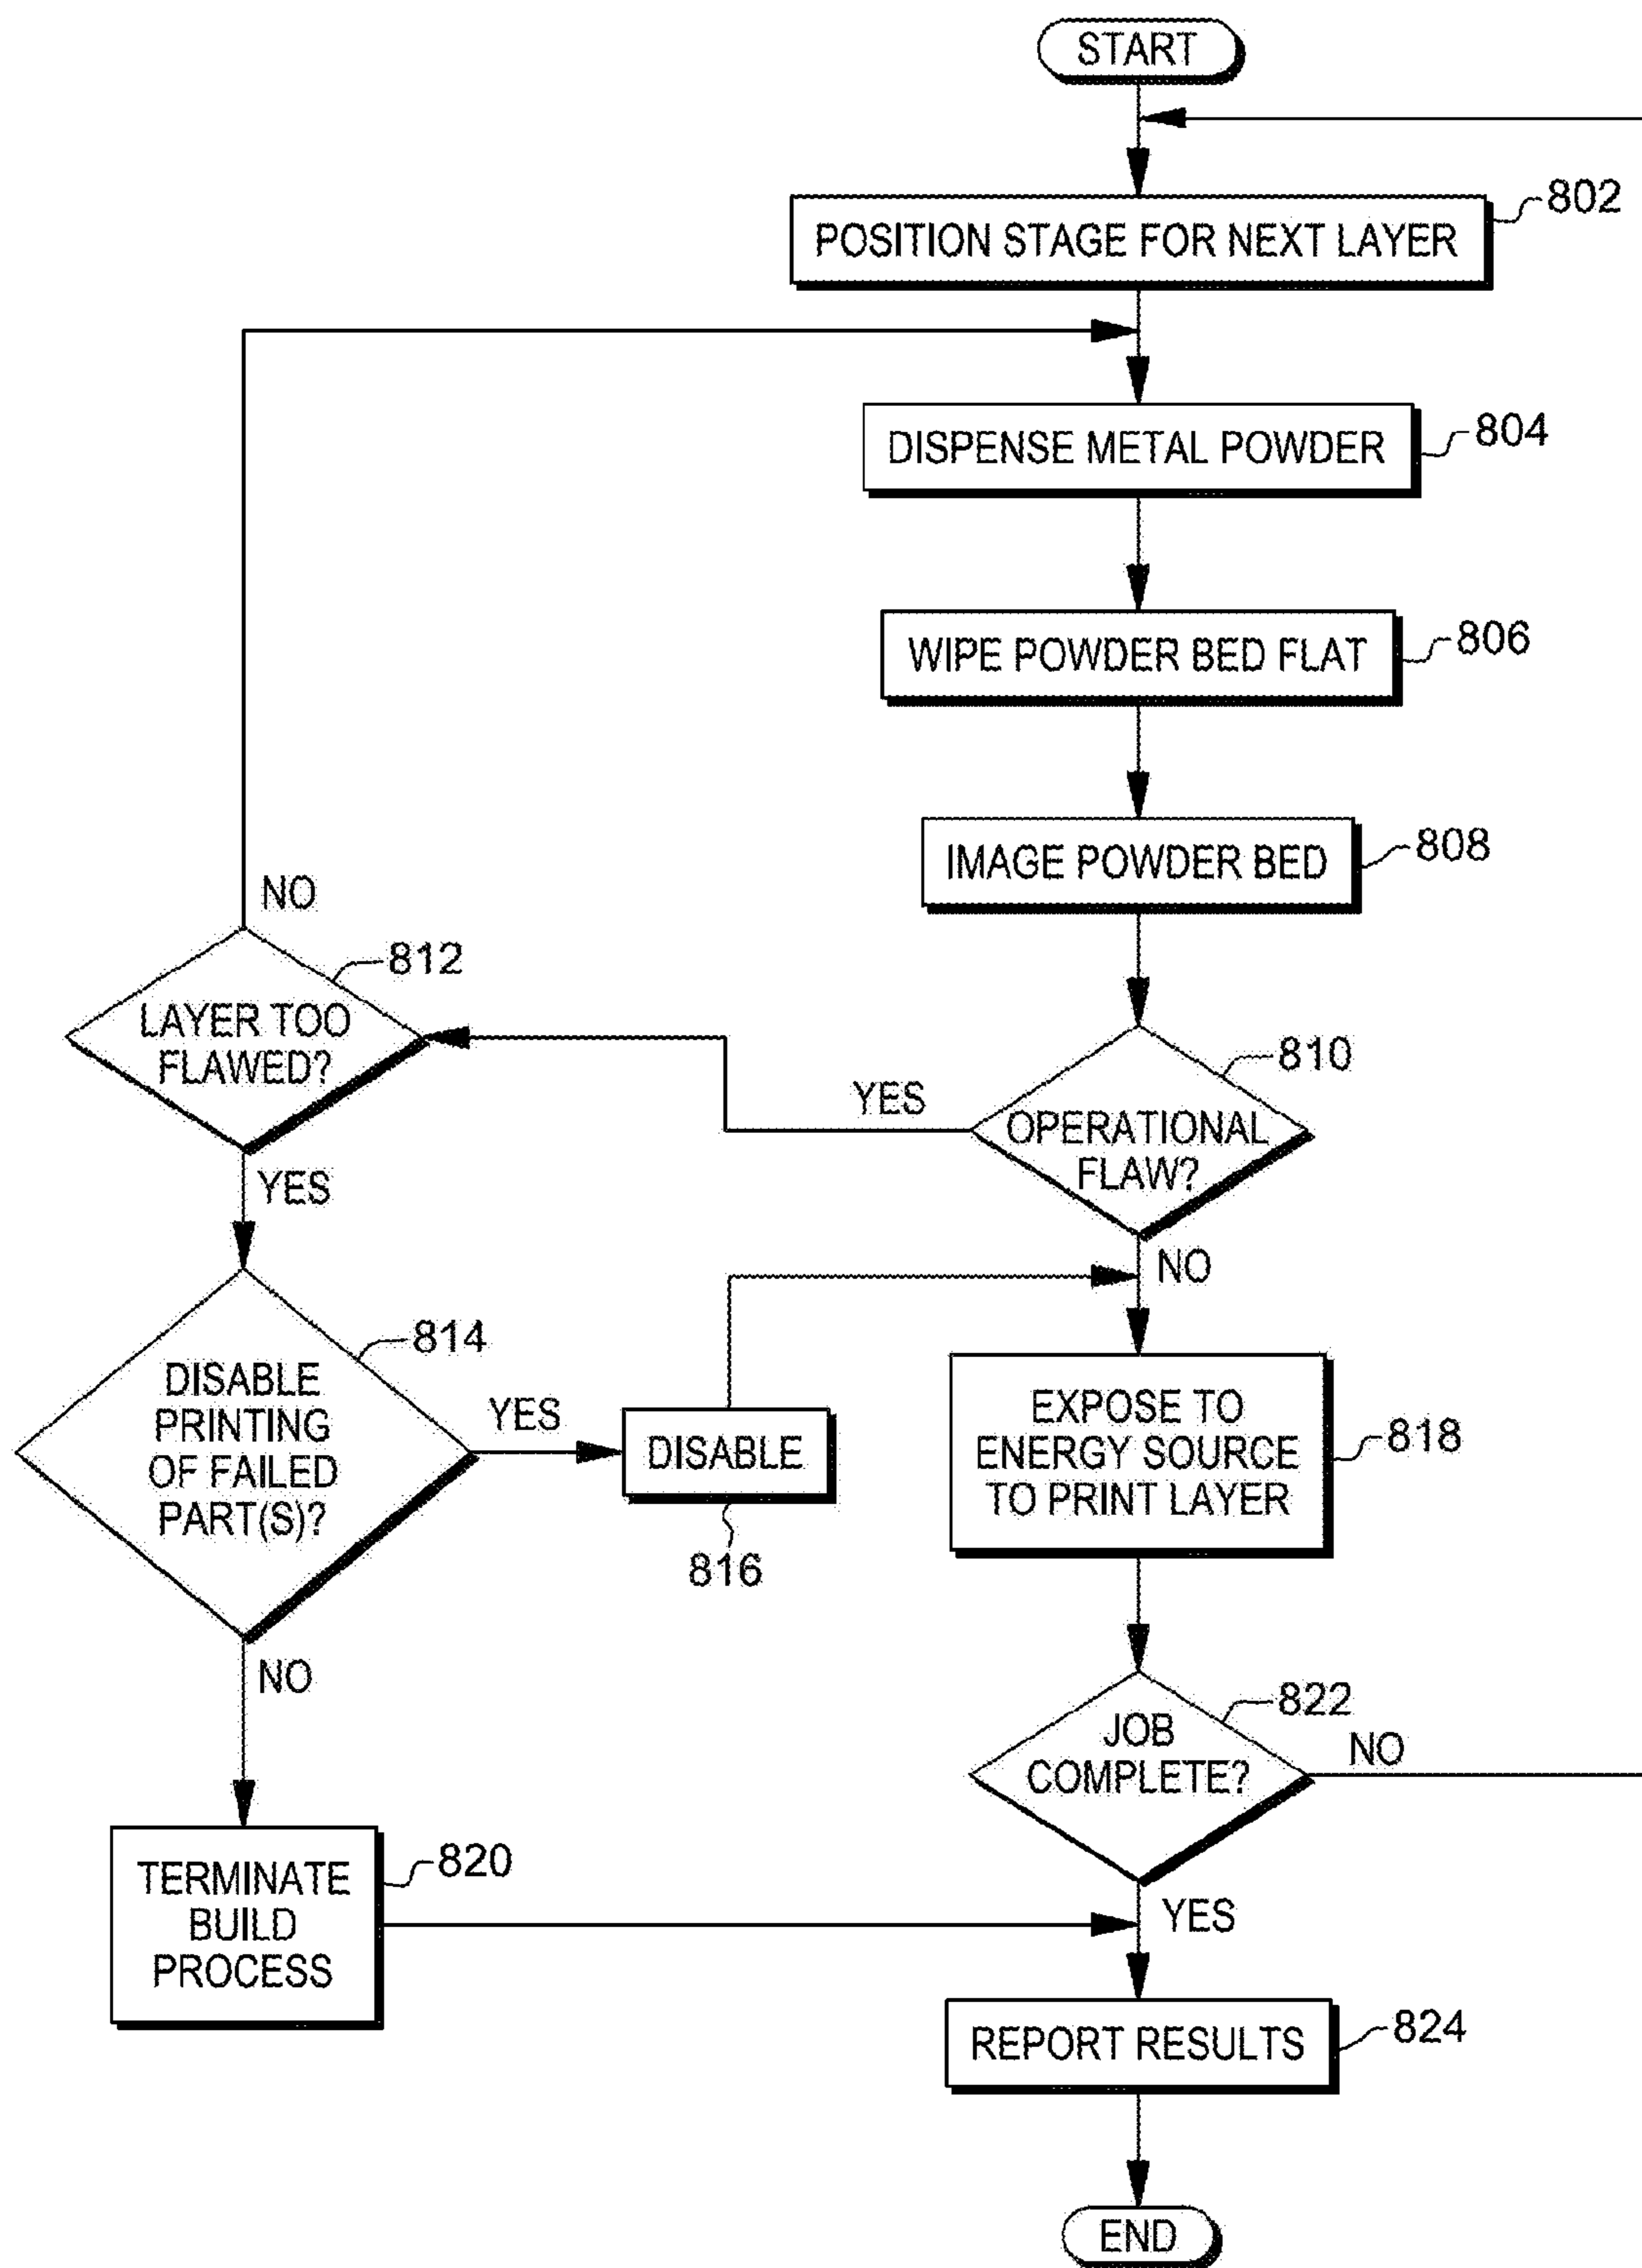 START
802
POSITION STAGE FOR NEXT LAYER
804
DISPENSE METAL POWDER
806
WIPE POWDER BED FLAT
808
IMAGE POWDER BED
NO
812
LAYER TOO
FLAWED?
810
YES
OPERATIONAL
FLAW?
YES
NO
814
DISABLE
PRINTING
OF FAILED
PART(S)?
YES
DISABLE
816
EXPOSE TO
ENERGY SOURCE
TO PRINT LAYER
818
NO
822
JOB
COMPLETE?
NO
820
TERMINATE
BUILD
PROCESS
YES
REPORT RESULTS
824
END